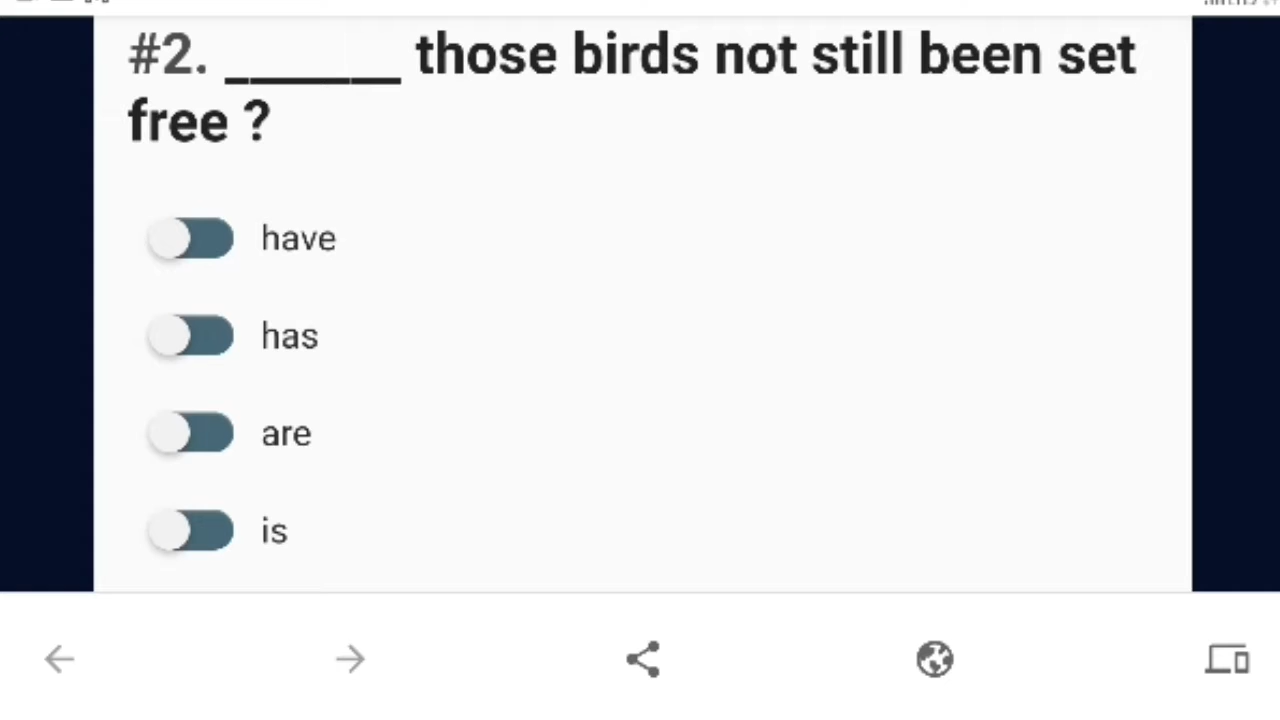 #2. ______ those birds not still been set
free ?
have
has
are
is